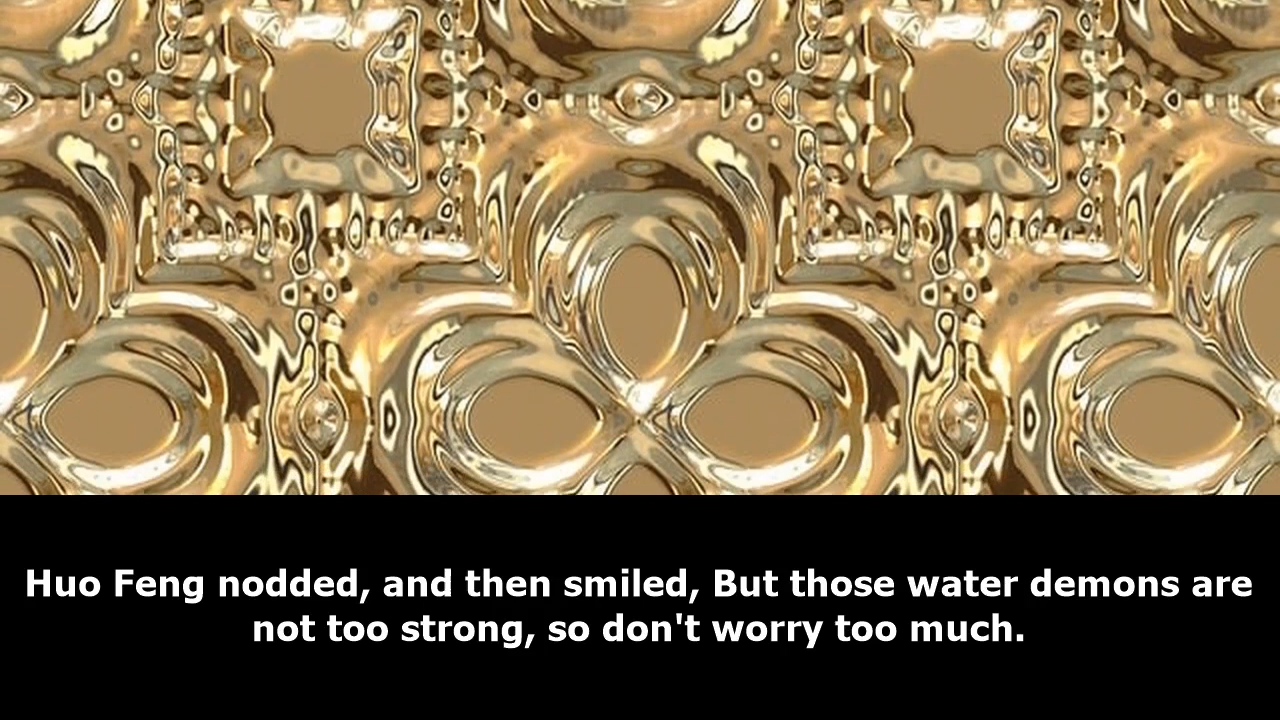 Huo Feng nodded, and then smiled, But those water demons are
not too strong, so don't worry too much.